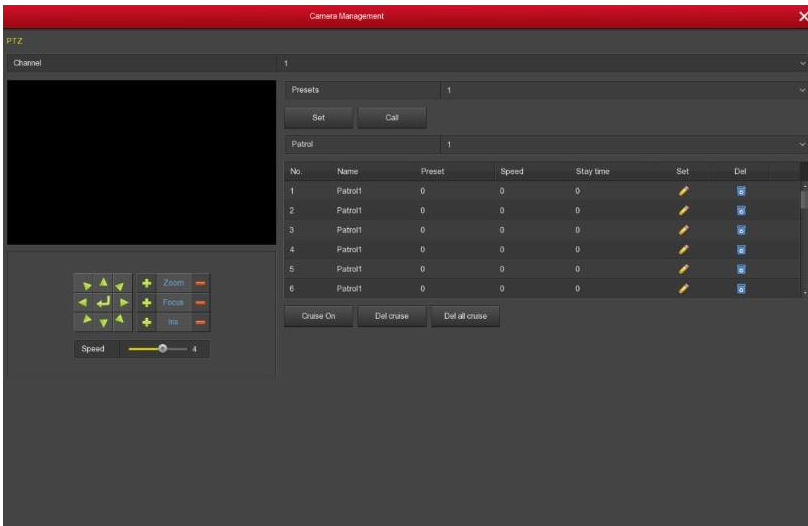 Camera Management
PTZ
Channel 1
Presets 1
Set Call
Patrol 1
No. Name Preset Speed Stay time Set Del
1 Patrol1 0 0 0
2 Patrol1 0 0 0
3 Patrol1 0 0 0
4 Patrol1 0 0 0
5 Patrol1 0 0 0
6 Patrol1 0 0 0
Cruise On Del cruise Del all cruise
Zoom
Focus
Iris
Speed 4